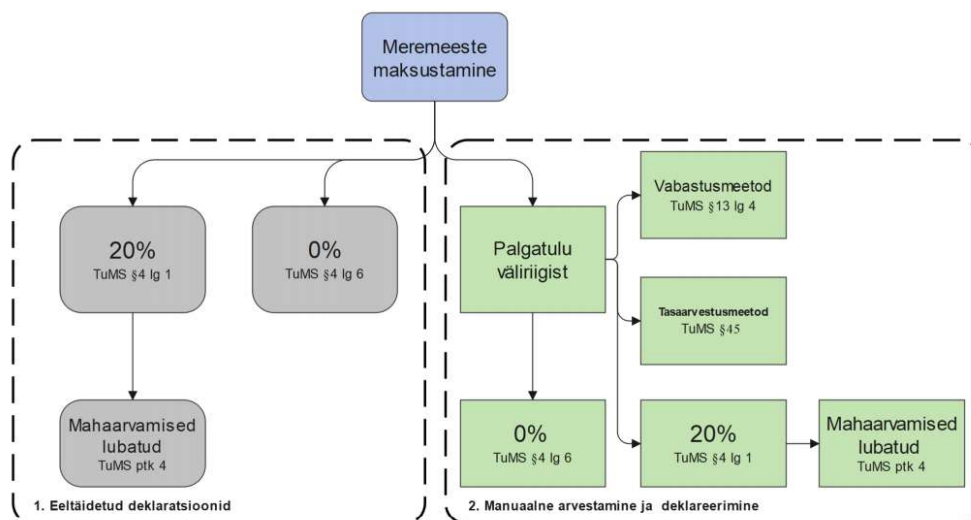 Meremeeste
maksustamine
20%
TuMS §4 lg 1
0%
TuMS §4 lg 6
Mahaarvamised
lubatud
TuMS ptk 4
1. Eeltäidetud deklaratsioonid
Palgatulu
väliriigist
Vabastusmeetod
TuMS §13 lg 4
Tasaarvestusmeetod
TuMS §45
0%
TuMS §4 lg 6
20%
TuMS §4 lg 1
Mahaarvamised
lubatud
TuMS ptk 4
2. Manuaalne arvestamine ja deklareerimine